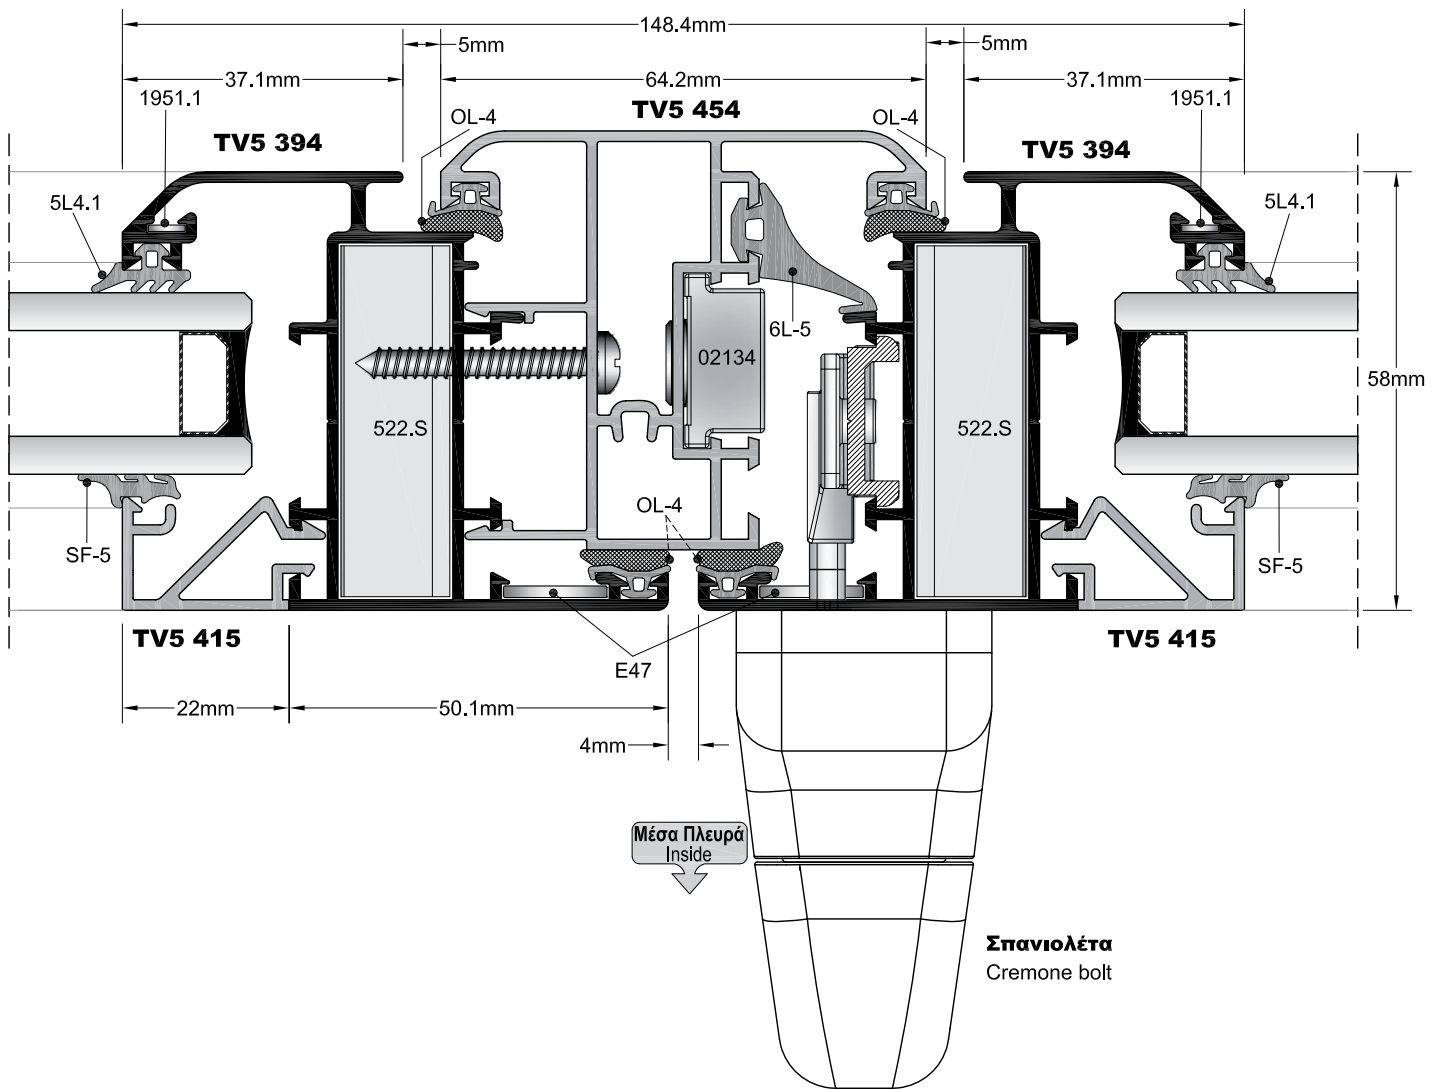 148.4mm
5mm
5mm
37.1mm
64.2mm
37.1mm
1951.1
TV5 454
1951.1
OL-4
OL-4
TV5 394
TV5 394
5L4.1
5L4.1
6L-5
02134
58mm
522.S
522.S
OL-4
SF-5
SF-5
TV5 415
TV5 415
E47
22mm
50.1mm
4mm
Μέσα Πλευρά
Inside
Σπανιολέτα
Cremone bolt